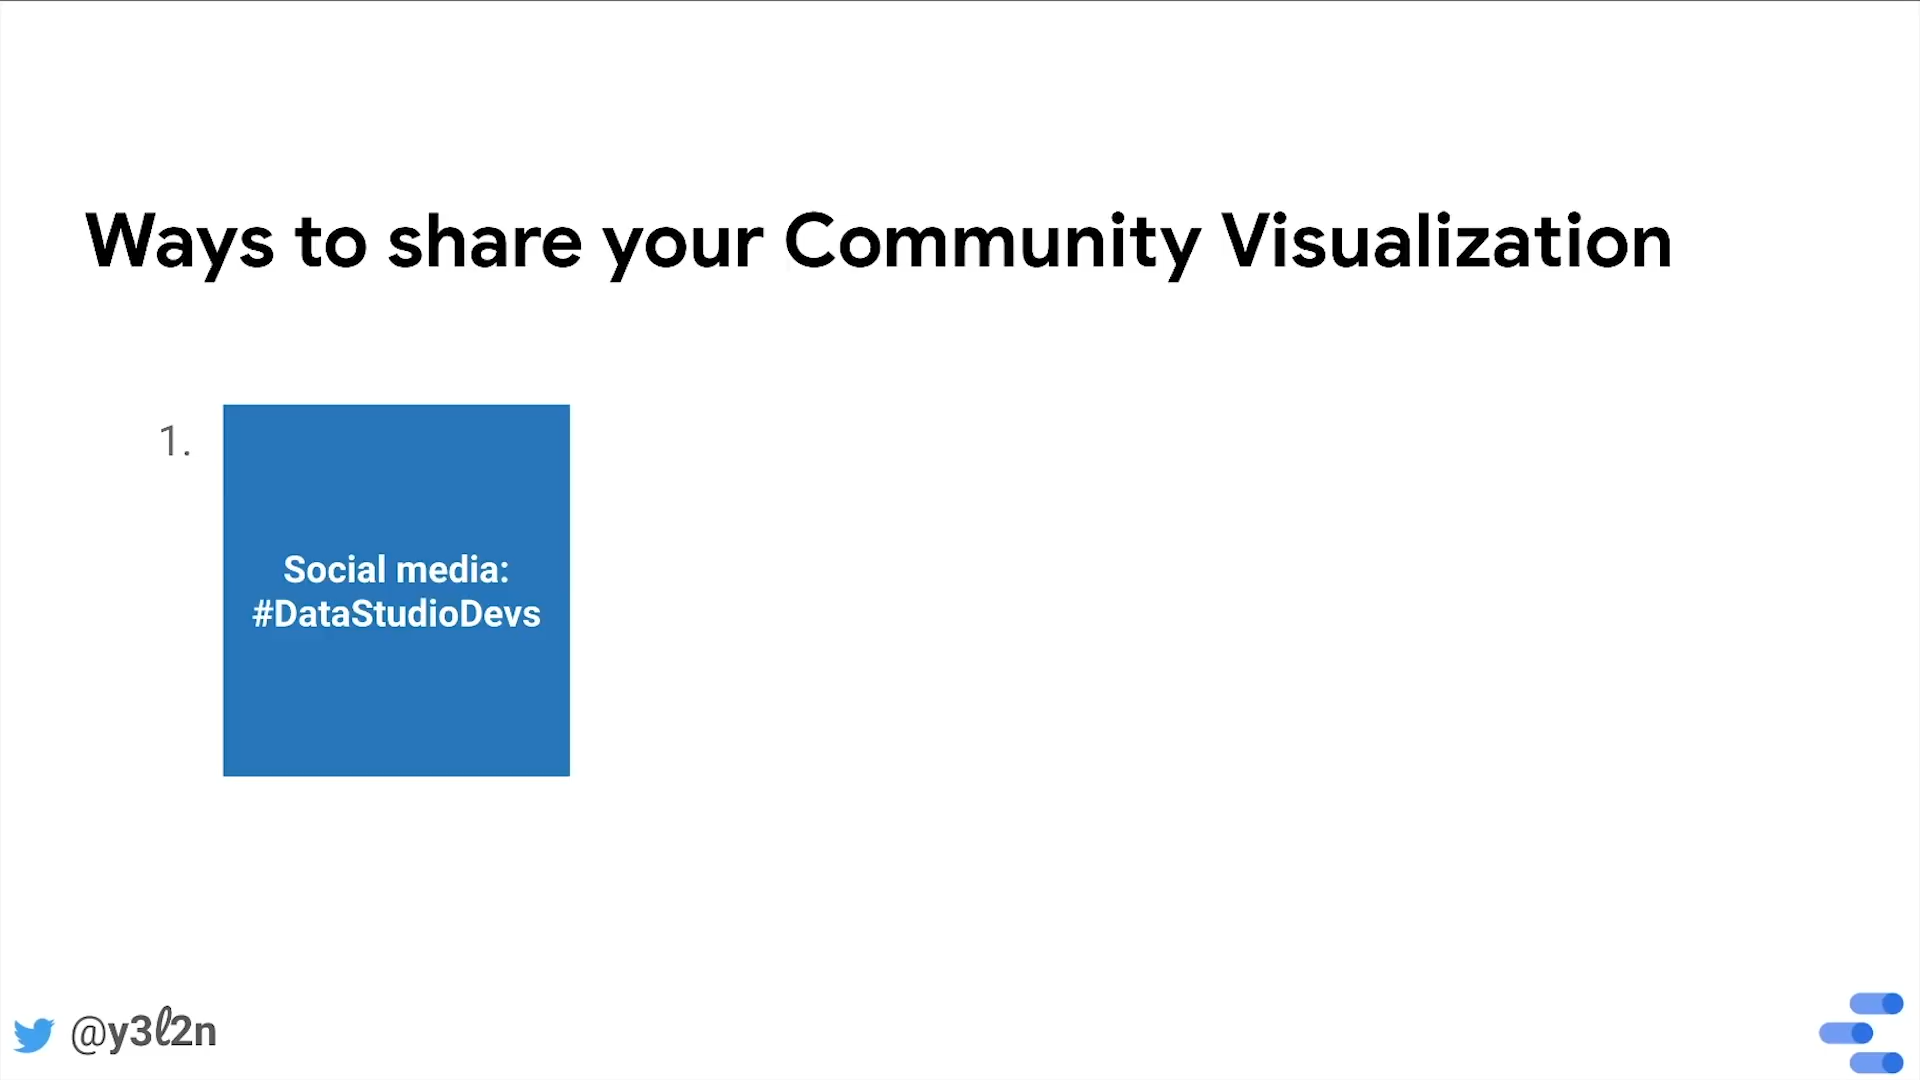 Ways to share your Community Visualization
1.
Social media:
#DataStudioDevs
@y3ℓ2n